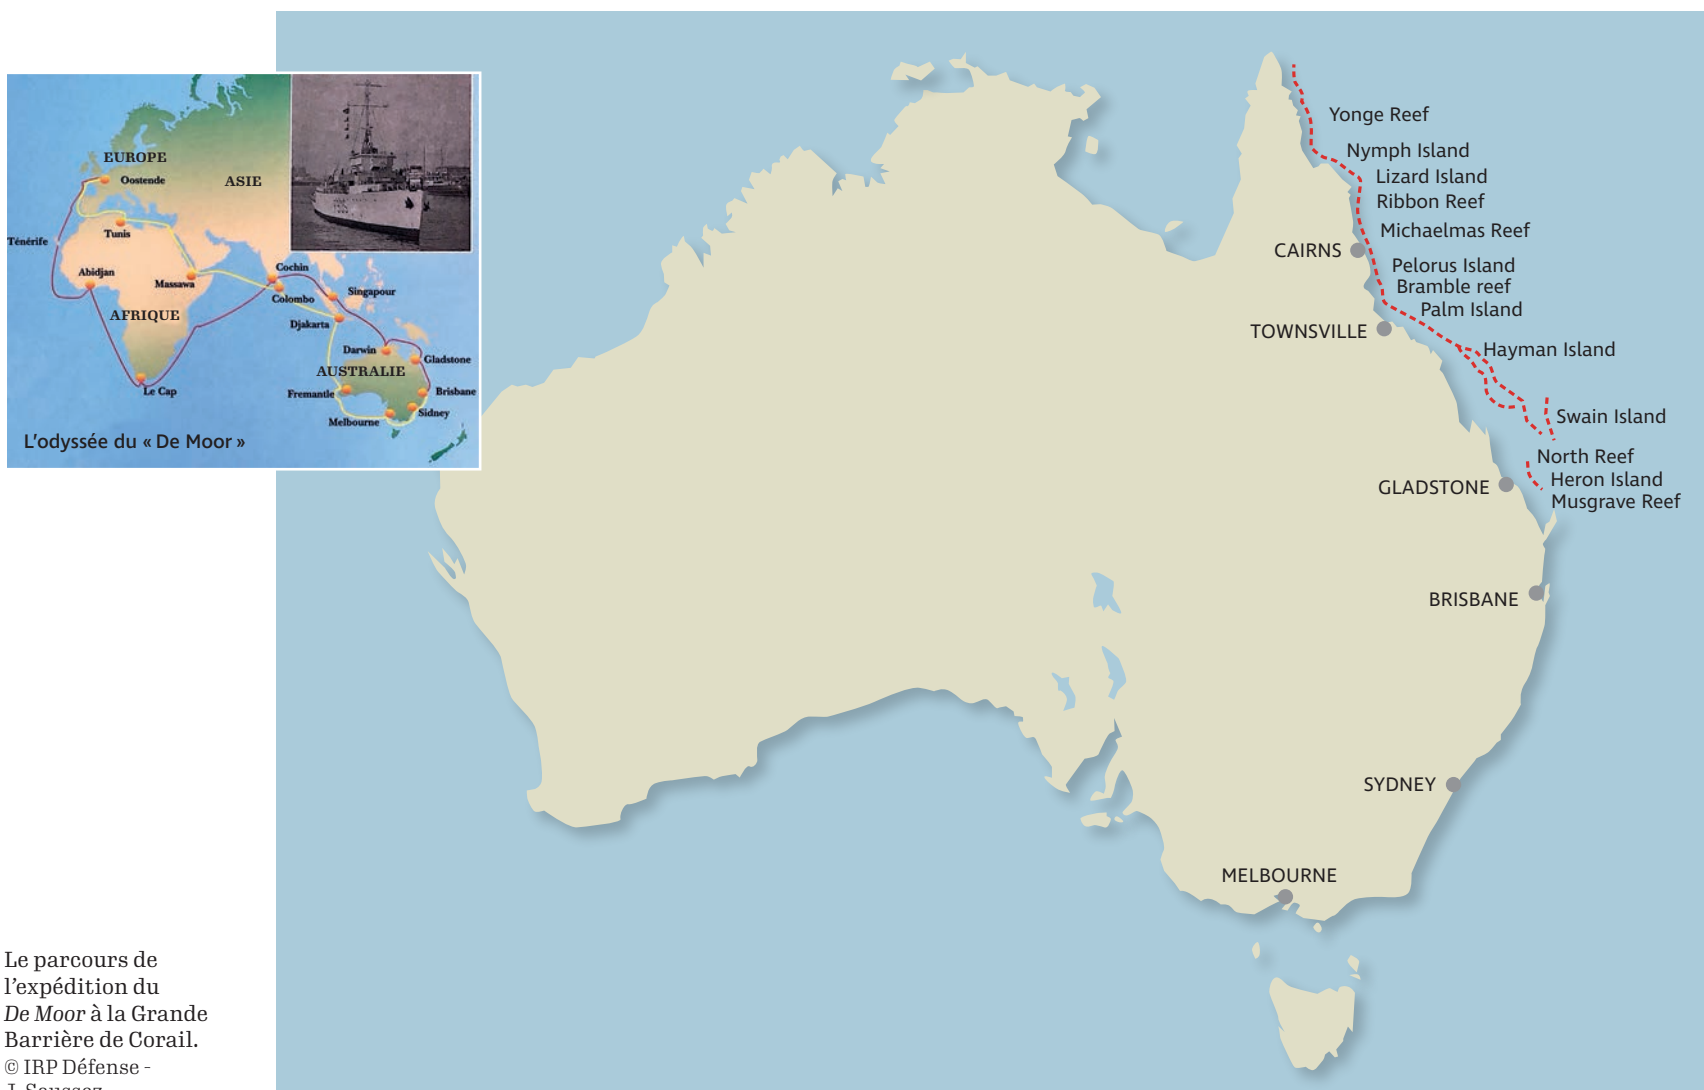 EUROPE
Oostende
ASIE
Ténérife
Tunis
Abidjan
Massawa
Cochin
Colombo
Singapour
AFRIQUE
Djakarta
Darwin
Gladstone
AUSTRALIE
Le Cap
Fremantle
Brisbane
Melbourne
Sidney
L'odyssée du « De Moor »
Yonge Reef
Nymph Island
Lizard Island
Ribbon Reef
Michaelmas Reef
CAIRNS
Pelorus Island
Bramble reef
Palm Island
TOWNSVILLE
Hayman Island
Swain Island
North Reef
Heron Island
Musgrave Reef
GLADSTONE
BRISBANE
SYDNEY
MELBOURNE
Le parcours de
l'expédition du
De Moor à la Grande
Barrière de Corail.
© IRP Défense -